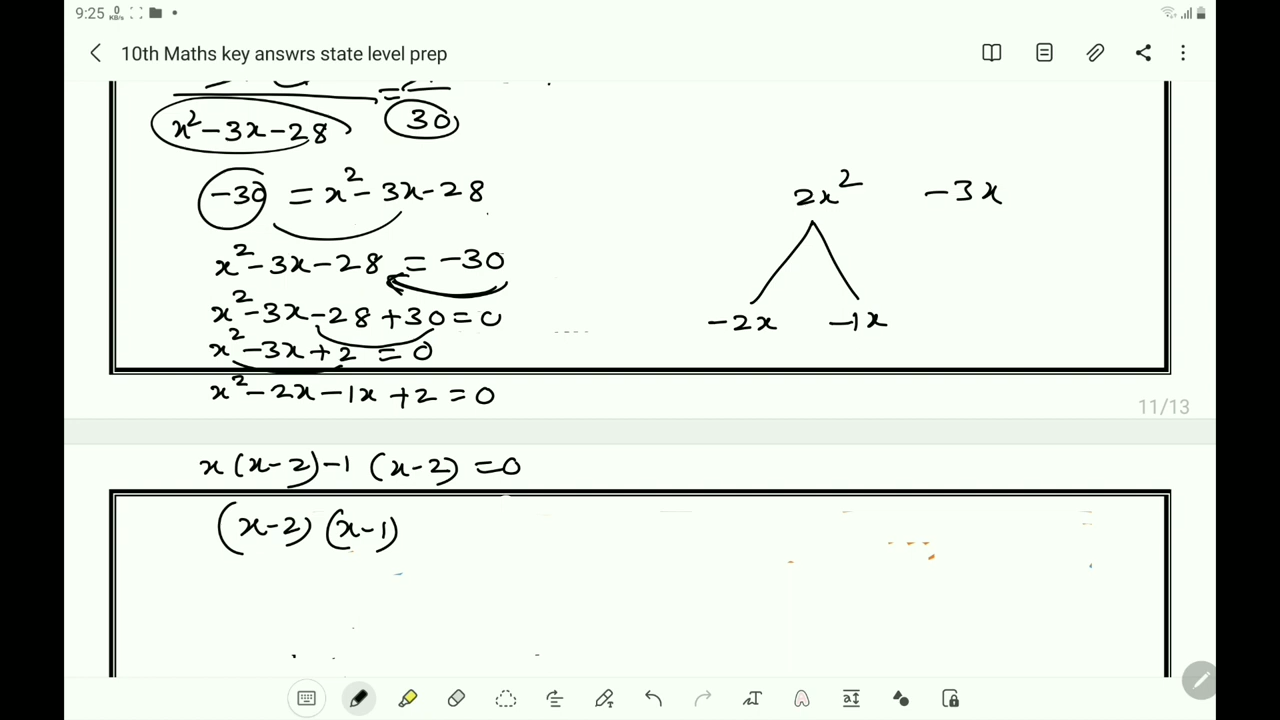 9:25 0 KB/s
10th Maths key answrs state level prep
x²-3x-28 = 30
-30 = x²-3x-28
2x² -3x
x²-3x-28 = -30
x²-3x-28+30=0
-2x -1x
x²-3x+2=0
x²-2x-1x+2=0
11/13
x(x-2)-1(x-2)=0
(x-2)(x-1)